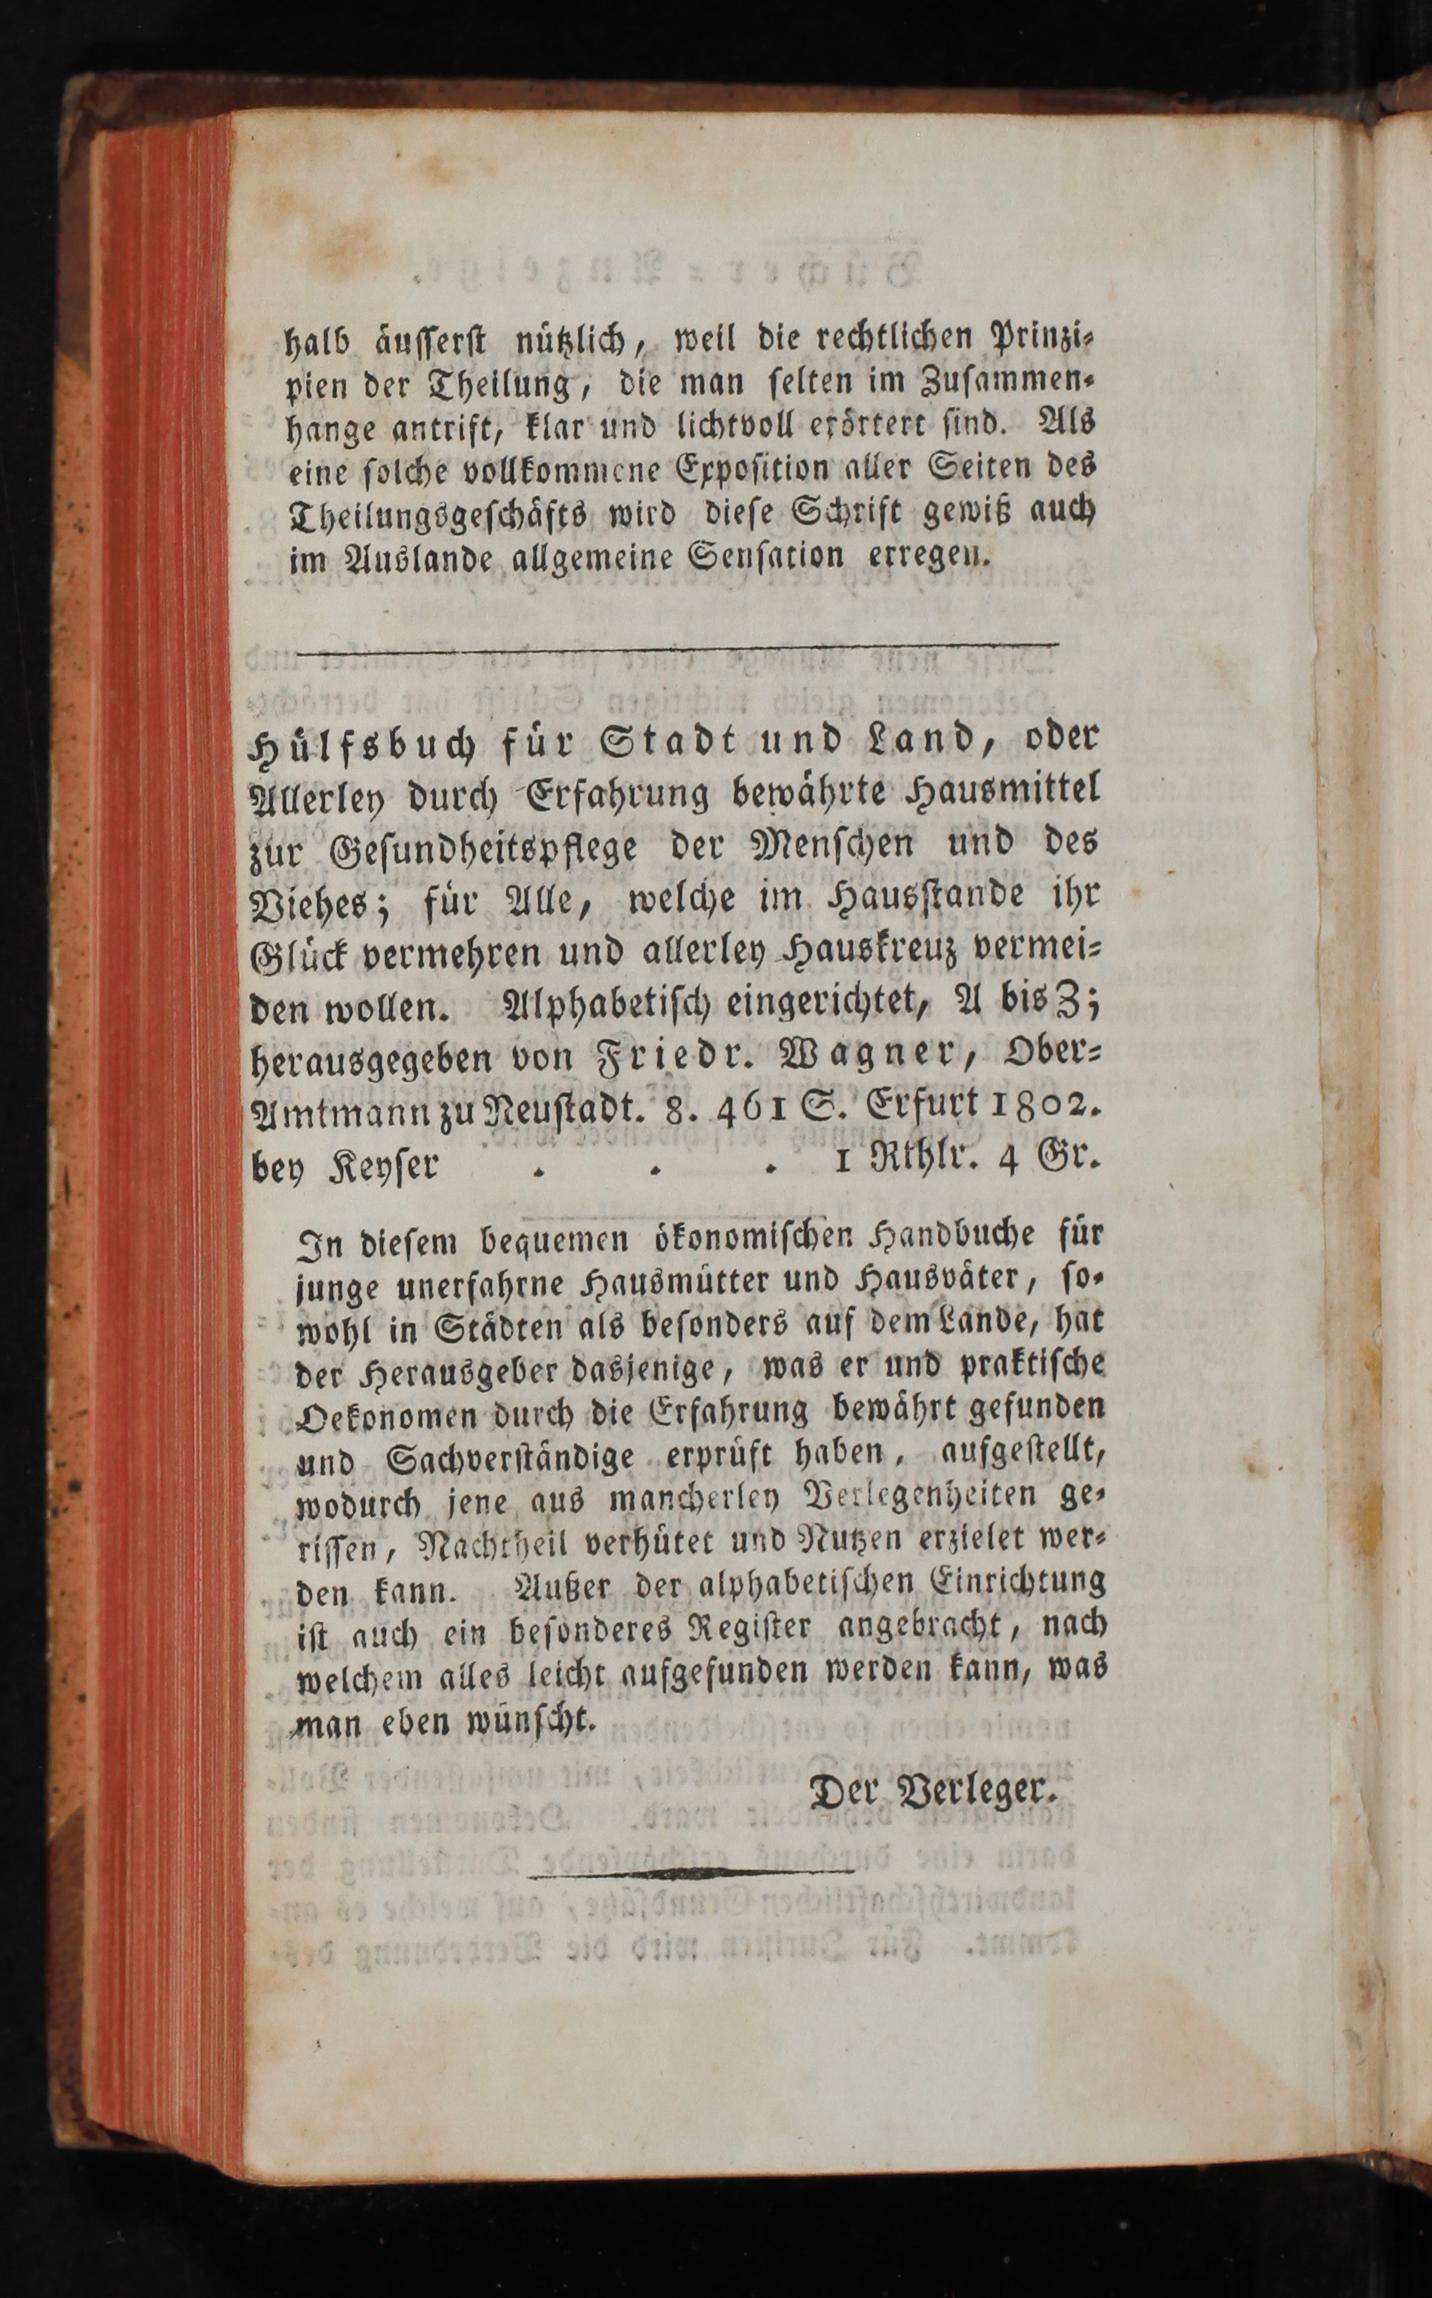 halb äusserst nützlich, weil die rechtlichen Prinzi-
pien der Theilung, die man selten im Zusammen-
hange antrift, klar und lichtvoll erörtert sind. Als
eine solche vollkommene Exposition aller Seiten des
Theilungsgeschäfts wird diese Schrift gewiß auch
im Auslande allgemeine Sensation erregen.
Hülfsbuch für Stadt und Land, oder
Allerley durch Erfahrung bewährte Hausmittel
zur Gesundheitspflege der Menschen und des
Viehes; für Alle, welche im Hausstande ihr
Glück vermehren und allerley Hauskreuz vermei-
den wollen. Alphabetisch eingerichtet, A bis Z;
herausgegeben von Friedr. Wagner, Ober-
Amtmann zu Neustadt. 8. 461 S. Erfurt 1802.
bey Keyser . . . 1 Rthlr. 4 Gr.
In diesem bequemen ökonomischen Handbuche für
junge unerfahrne Hausmütter und Hausväter, so-
wohl in Städten als besonders auf dem Lande, hat
der Herausgeber dasjenige, was er und praktische
Oekonomen durch die Erfahrung bewährt gefunden
und Sachverständige erprüft haben, aufgestellt,
wodurch jene aus mancherley Verlegenheiten ge-
rissen, Nachtheil verhütet und Nutzen erzielet wer-
den kann. Außer der alphabetischen Einrichtung
ist auch ein besonderes Register angebracht, nach
welchem alles leicht aufgefunden werden kann, was
man eben wünscht.
Der Verleger.